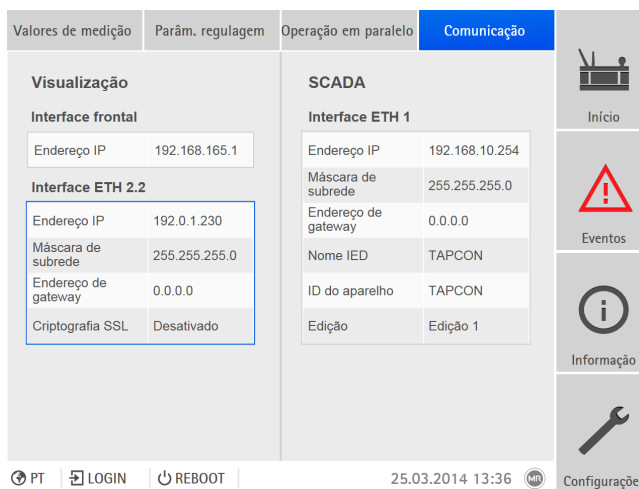 Valores de medição Parâm. regulagem Operação em paralelo Comunicação
Visualização
Interface frontal
Endereço IP 192.168.165.1
Interface ETH 2.2
Endereço IP 192.0.1.230
Máscara de subrede 255.255.255.0
Endereço de gateway 0.0.0.0
Criptografia SSL Desativado
SCADA
Interface ETH 1
Endereço IP 192.168.10.254
Máscara de subrede 255.255.255.0
Endereço de gateway 0.0.0.0
Nome IED TAPCON
ID do aparelho TAPCON
Edição Edição 1
Início
Eventos
Informação
Configuraçõe
PT LOGIN REBOOT 25.03.2014 13:36 MR